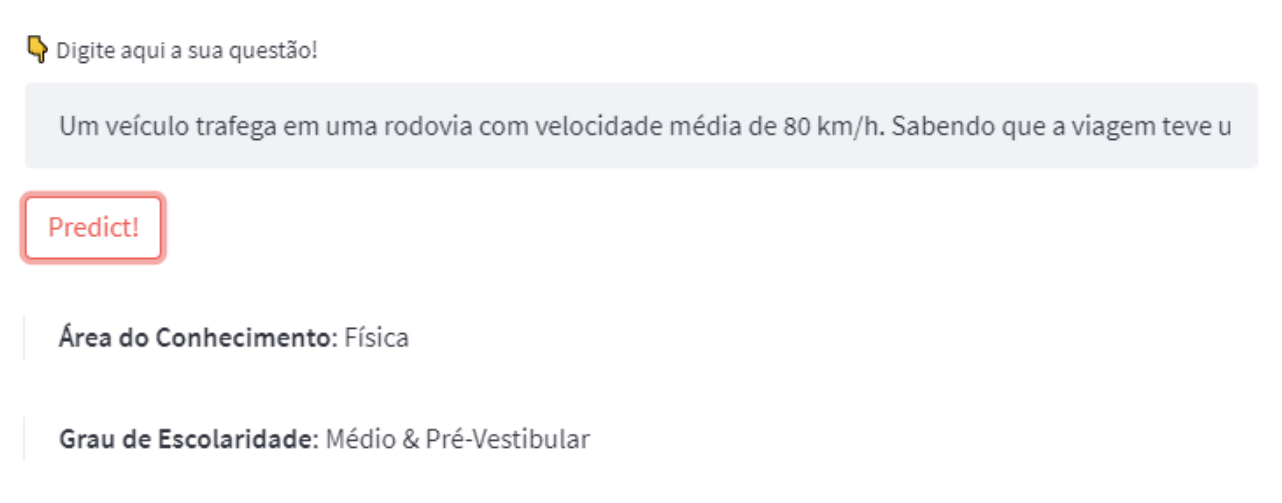 👇 Digite aqui a sua questão!
Um veículo trafega em uma rodovia com velocidade média de 80 km/h. Sabendo que a viagem teve u
Predict!
Área do Conhecimento: Física
Grau de Escolaridade: Médio & Pré-Vestibular